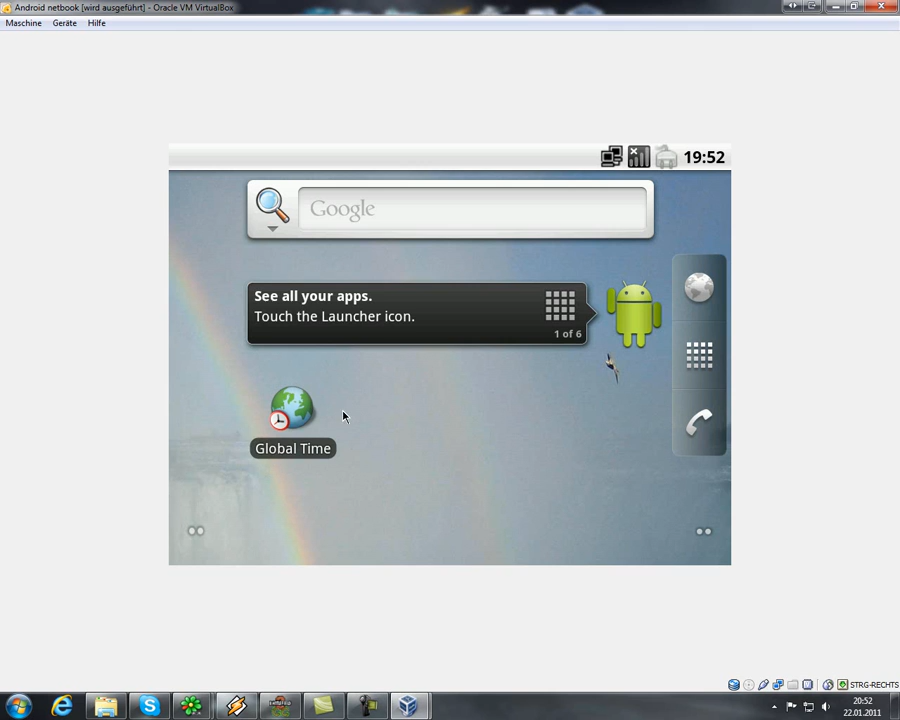 Android netbook [wird ausgeführt] - Oracle VM VirtualBox
Maschine Geräte Hilfe
19:52
Google
See all your apps.
Touch the Launcher icon.
1 of 6
Global Time
STRG-RECHTS
20:52
22.01.2011